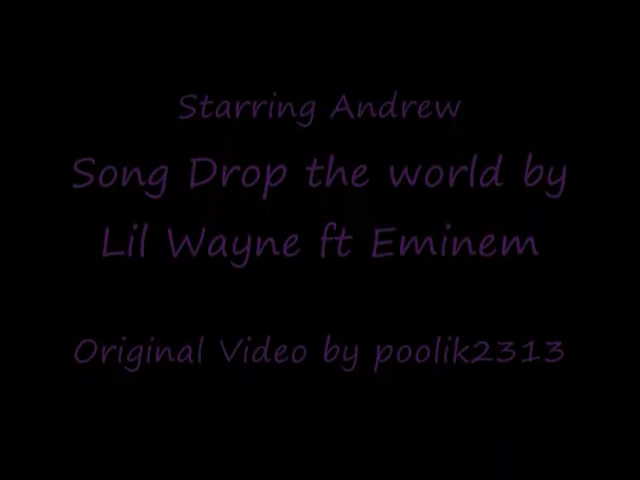 Starring Andrew
Song Drop the world by
Lil Wayne ft Eminem
Original Video by poolik2313